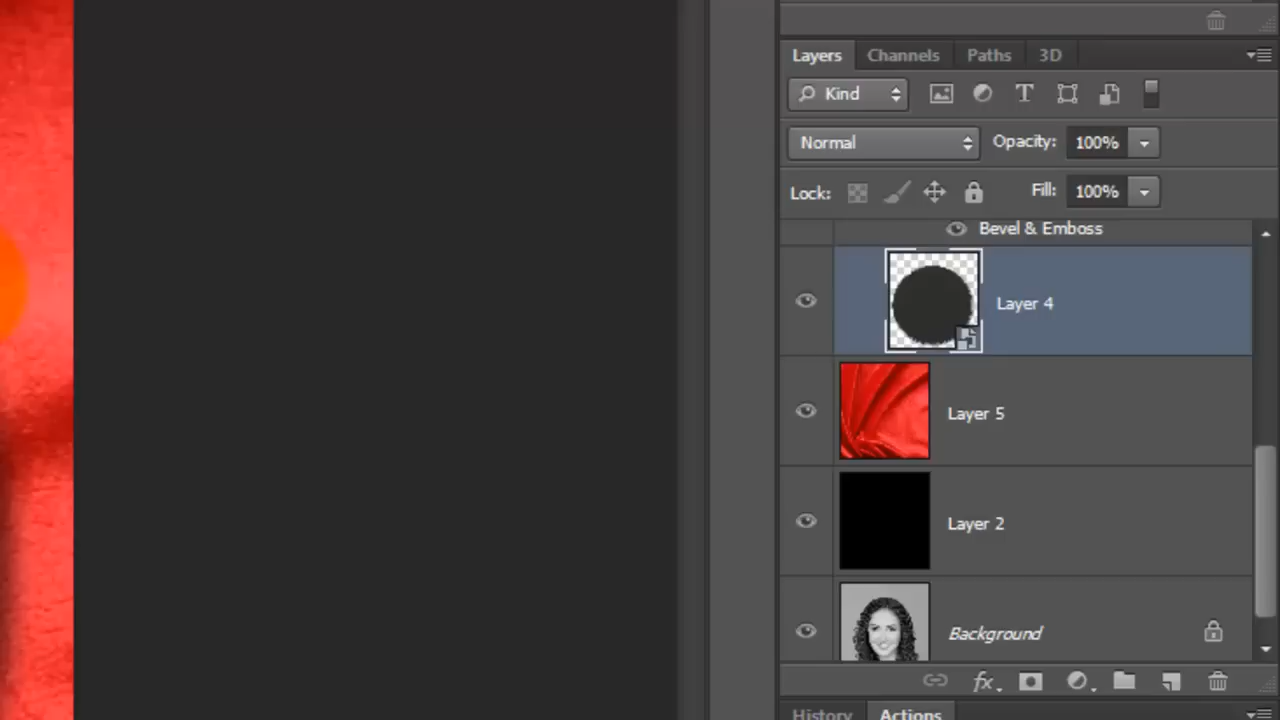 Layers Channels Paths 3D
Kind
Normal Opacity: 100%
Lock: Fill: 100%
Bevel & Emboss
Layer 4
Layer 5
Layer 2
Background
fx
History Actions